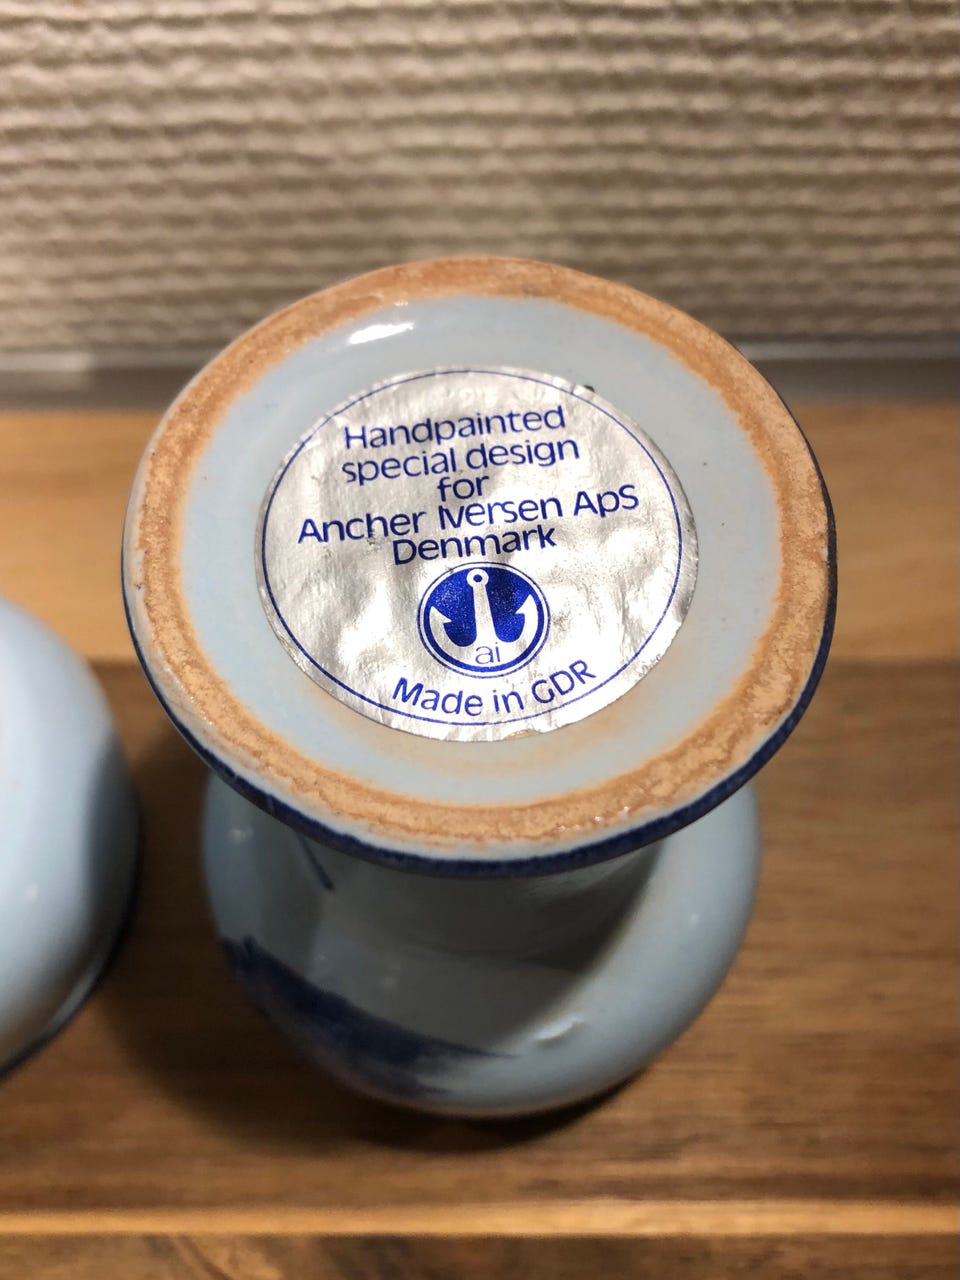 Handpainted
special design
for
Ancher Iversen ApS
Denmark
ai
Made in GDR